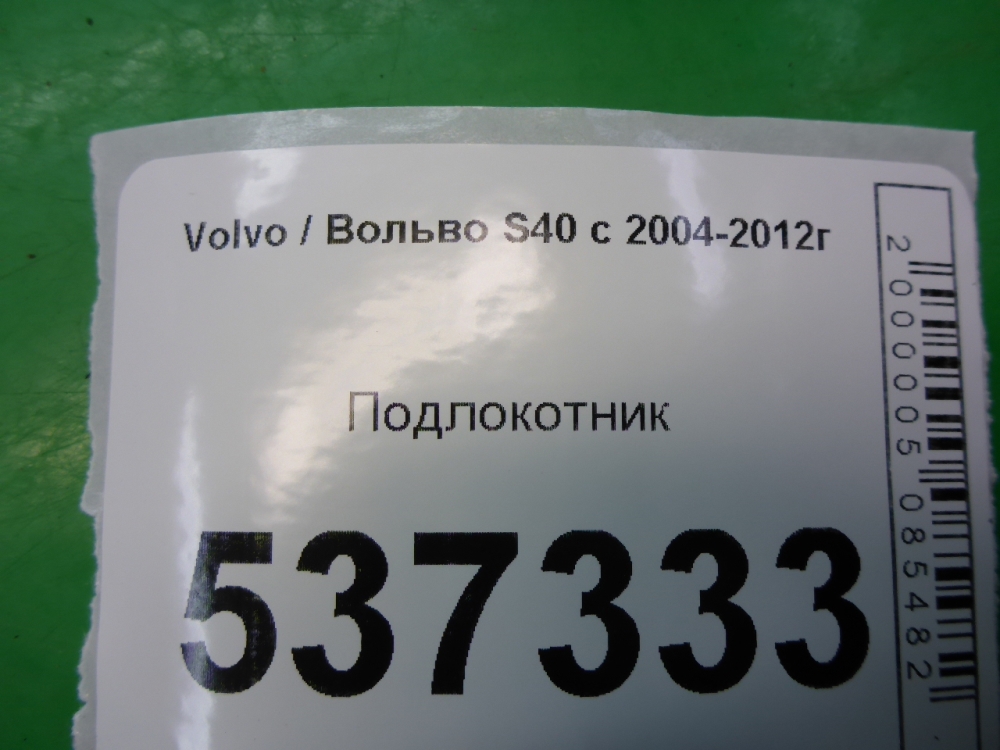 Volvo / Вольво S40 с 2004-2012г
Подлокотник
537333
2000005085482